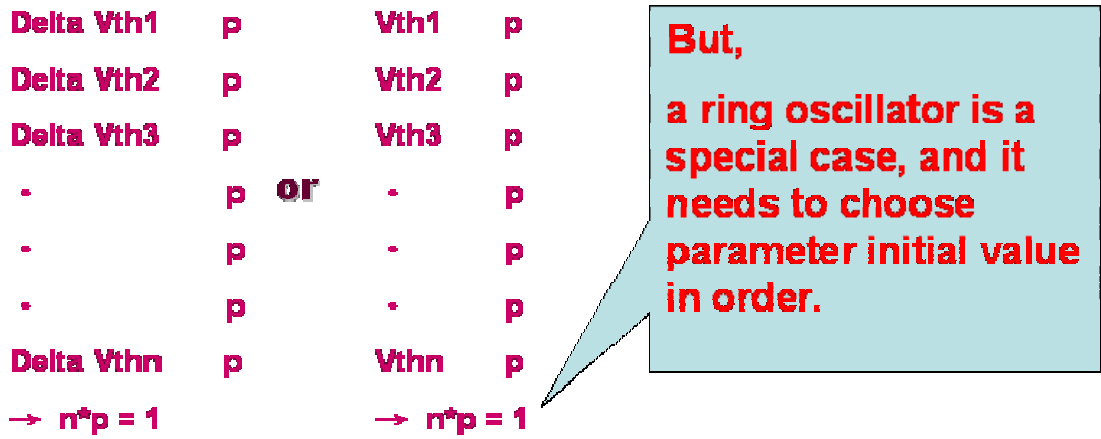 Delta Vth1 p Vth1 p
Delta Vth2 p Vth2 p
Delta Vth3 p Vth3 p
- p or - p
- p - p
- p - p
Delta Vthn p Vthn p
→ n*p = 1 → n*p = 1
But,
a ring oscillator is a
special case, and it
needs to choose
parameter initial value
in order.